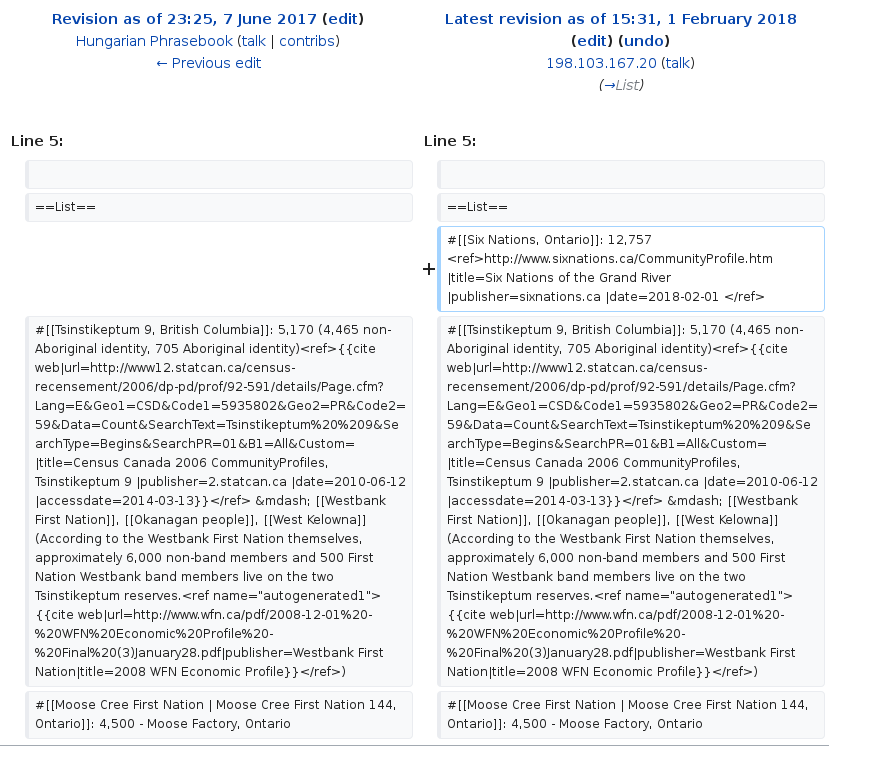 Revision as of 23:25, 7 June 2017 (edit)
Hungarian Phrasebook (talk | contribs)
← Previous edit
Latest revision as of 15:31, 1 February 2018
(edit) (undo)
198.103.167.20 (talk)
(→List)
Line 5:
Line 5:
==List==
==List==
+
#[[Six Nations, Ontario]]: 12,757
<ref>http://www.sixnations.ca/CommunityProfile.htm
|title=Six Nations of the Grand River
|publisher=sixnations.ca |date=2018-02-01 </ref>
#[[Tsinstikeptum 9, British Columbia]]: 5,170 (4,465 non-
Aboriginal identity, 705 Aboriginal identity)<ref>{{cite
web|url=http://www12.statcan.ca/census-
recensement/2006/dp-pd/prof/92-591/details/Page.cfm?
Lang=E&Geo1=CSD&Code1=5935802&Geo2=PR&Code2=
59&Data=Count&SearchText=Tsinstikeptum%20%209&Se
archType=Begins&SearchPR=01&B1=All&Custom=
|title=Census Canada 2006 CommunityProfiles,
Tsinstikeptum 9 |publisher=2.statcan.ca |date=2010-06-12
|accessdate=2014-03-13}}</ref> &mdash; [[Westbank
First Nation]], [[Okanagan people]], [[West Kelowna]]
(According to the Westbank First Nation themselves,
approximately 6,000 non-band members and 500 First
Nation Westbank band members live on the two
Tsinstikeptum reserves.<ref name="autogenerated1">
{{cite web|url=http://www.wfn.ca/pdf/2008-12-01%20-
%20WFN%20Economic%20Profile%20-
%20Final%20(3)January28.pdf|publisher=Westbank First
Nation|title=2008 WFN Economic Profile}}</ref>)
#[[Tsinstikeptum 9, British Columbia]]: 5,170 (4,465 non-
Aboriginal identity, 705 Aboriginal identity)<ref>{{cite
web|url=http://www12.statcan.ca/census-
recensement/2006/dp-pd/prof/92-591/details/Page.cfm?
Lang=E&Geo1=CSD&Code1=5935802&Geo2=PR&Code2=
59&Data=Count&SearchText=Tsinstikeptum%20%209&Se
archType=Begins&SearchPR=01&B1=All&Custom=
|title=Census Canada 2006 CommunityProfiles,
Tsinstikeptum 9 |publisher=2.statcan.ca |date=2010-06-12
|accessdate=2014-03-13}}</ref> &mdash; [[Westbank
First Nation]], [[Okanagan people]], [[West Kelowna]]
(According to the Westbank First Nation themselves,
approximately 6,000 non-band members and 500 First
Nation Westbank band members live on the two
Tsinstikeptum reserves.<ref name="autogenerated1">
{{cite web|url=http://www.wfn.ca/pdf/2008-12-01%20-
%20WFN%20Economic%20Profile%20-
%20Final%20(3)January28.pdf|publisher=Westbank First
Nation|title=2008 WFN Economic Profile}}</ref>)
#[[Moose Cree First Nation | Moose Cree First Nation 144,
Ontario]]: 4,500 - Moose Factory, Ontario
#[[Moose Cree First Nation | Moose Cree First Nation 144,
Ontario]]: 4,500 - Moose Factory, Ontario